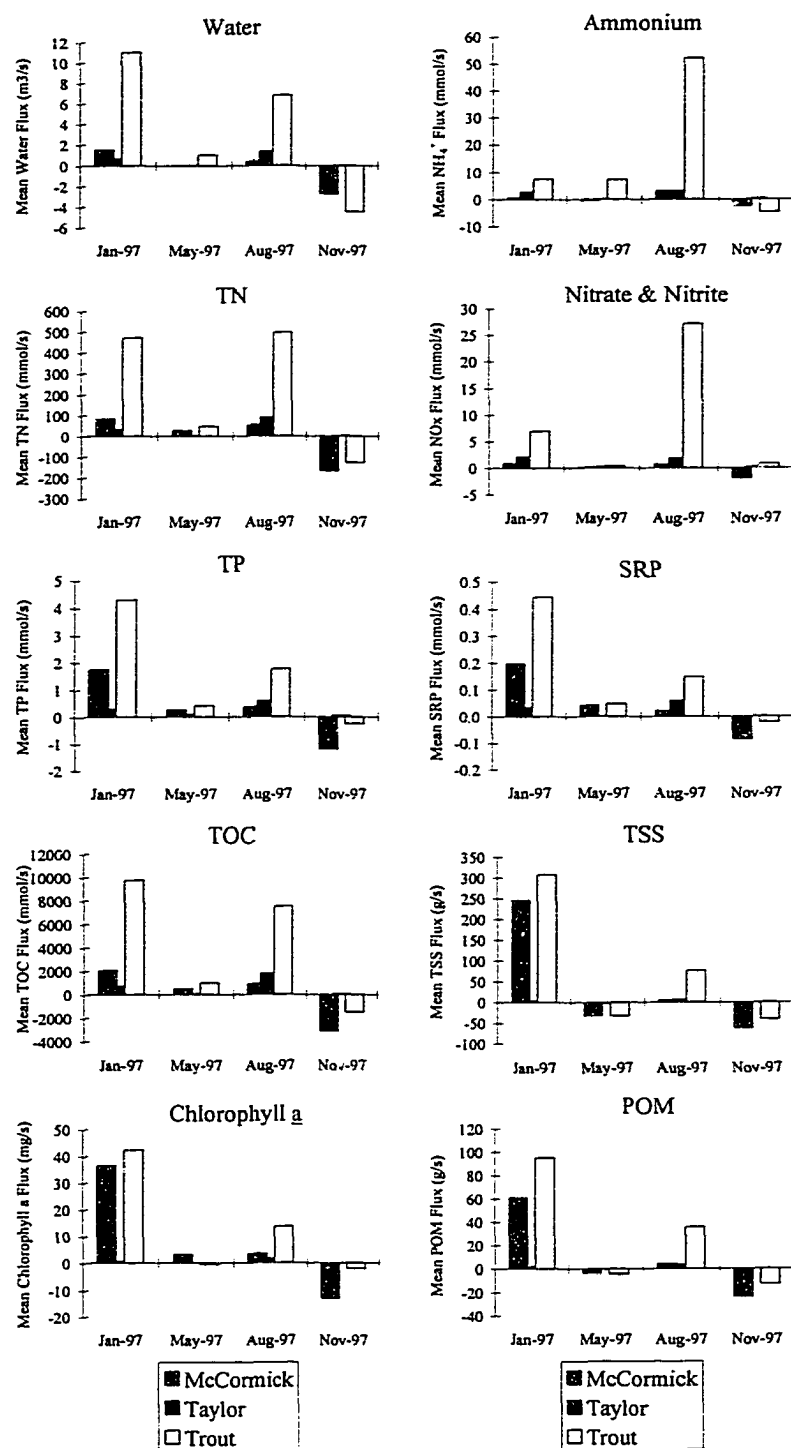 Water
Mean Water Flux (m3/s)
12
10
8
6
4
2
0
-2
-4
-6
Jan-97 May-97 Aug-97 Nov-97
Ammonium
Mean NH₄⁺ Flux (mmol/s)
60
50
40
30
20
10
0
-10
Jan-97 May-97 Aug-97 Nov-97
TN
Mean TN Flux (mmol/s)
600
500
400
300
200
100
0
-100
-200
-300
Jan-97 May-97 Aug-97 Nov-97
Nitrate & Nitrite
Mean NOx Flux (mmol/s)
30
25
20
15
10
5
0
-5
Jan-97 May-97 Aug-97 Nov-97
TP
Mean TP Flux (mmol/s)
5
4
3
2
1
0
-1
-2
Jan-97 May-97 Aug-97 Nov-97
SRP
Mean SRP Flux (mmol/s)
0.5
0.4
0.3
0.2
0.1
0.0
-0.1
-0.2
Jan-97 May-97 Aug-97 Nov-97
TOC
Mean TOC Flux (mmol/s)
12000
10000
8000
6000
4000
2000
0
-2000
-4000
Jan-97 May-97 Aug-97 Nov-97
TSS
Mean TSS Flux (g/s)
350
300
250
200
150
100
50
0
-50
-100
Jan-97 May-97 Aug-97 Nov-97
Chlorophyll a
Mean Chlorophyll a Flux (mg/s)
50
40
30
20
10
0
-10
-20
Jan-97 May-97 Aug-97 Nov-97
POM
Mean POM Flux (g/s)
120
100
80
60
40
20
0
-20
-40
Jan-97 May-97 Aug-97 Nov-97
McCormick
Taylor
Trout
McCormick
Taylor
Trout